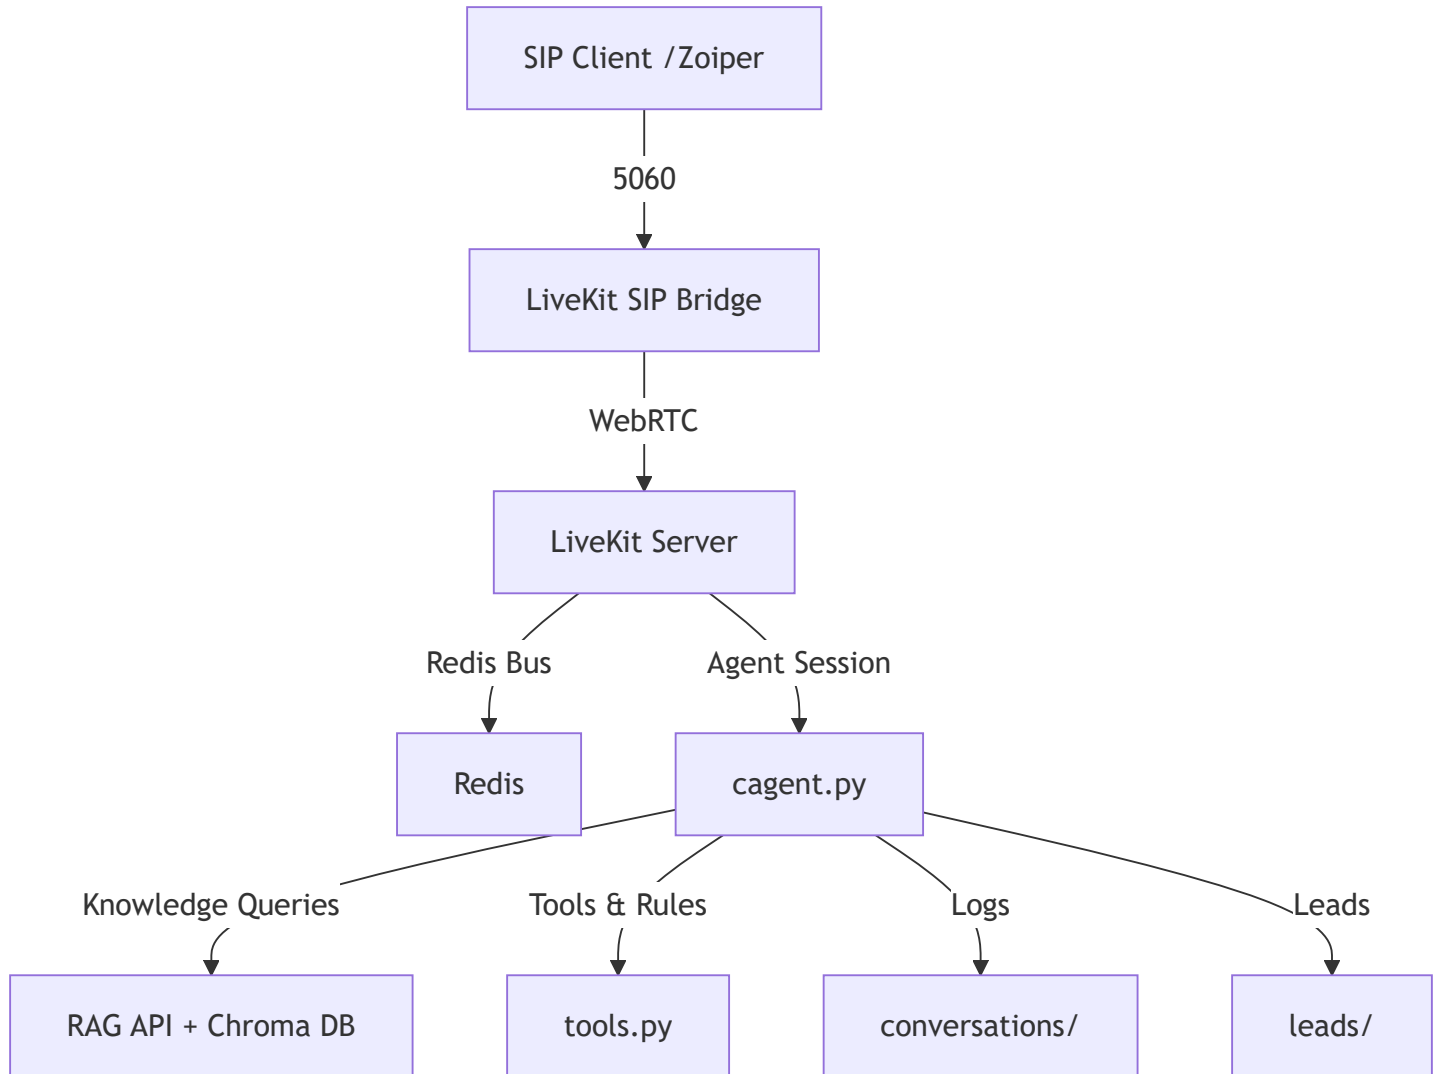 SIP Client /Zoiper
5060
LiveKit SIP Bridge
WebRTC
LiveKit Server
Redis Bus
Agent Session
Redis
cagent.py
Knowledge Queries
Tools & Rules
Logs
Leads
RAG API + Chroma DB
tools.py
conversations/
leads/